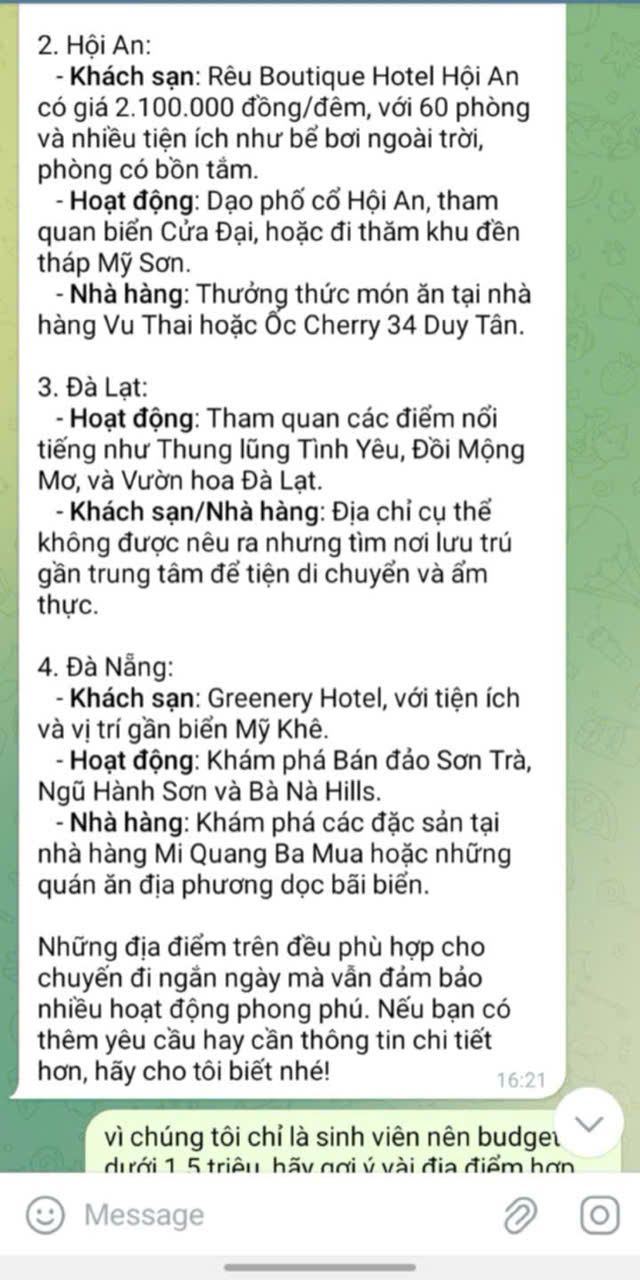 2. Hội An:
- Khách sạn: Rêu Boutique Hotel Hội An
có giá 2.100.000 đồng/đêm, với 60 phòng
và nhiều tiện ích như bể bơi ngoài trời,
phòng có bồn tắm.
- Hoạt động: Dạo phố cổ Hội An, tham
quan biển Cửa Đại, hoặc đi thăm khu đền
tháp Mỹ Sơn.
- Nhà hàng: Thưởng thức món ăn tại nhà
hàng Vu Thai hoặc Ốc Cherry 34 Duy Tân.
3. Đà Lạt:
- Hoạt động: Tham quan các điểm nổi
tiếng như Thung lũng Tình Yêu, Đồi Mộng
Mơ, và Vườn hoa Đà Lạt.
- Khách sạn/Nhà hàng: Địa chỉ cụ thể
không được nêu ra nhưng tìm nơi lưu trú
gần trung tâm để tiện di chuyển và ẩm
thực.
4. Đà Nẵng:
- Khách sạn: Greenery Hotel, với tiện ích
và vị trí gần biển Mỹ Khê.
- Hoạt động: Khám phá Bán đảo Sơn Trà,
Ngũ Hành Sơn và Bà Nà Hills.
- Nhà hàng: Khám phá các đặc sản tại
nhà hàng Mi Quang Ba Mua hoặc những
quán ăn địa phương dọc bãi biển.
Những địa điểm trên đều phù hợp cho
chuyến đi ngắn ngày mà vẫn đảm bảo
nhiều hoạt động phong phú. Nếu bạn có
thêm yêu cầu hay cần thông tin chi tiết
hơn, hãy cho tôi biết nhé!
16:21
vì chúng tôi chỉ là sinh viên nên budget
dưới 1,5 triệu, hãy gợi ý vài địa điểm hơn
Message